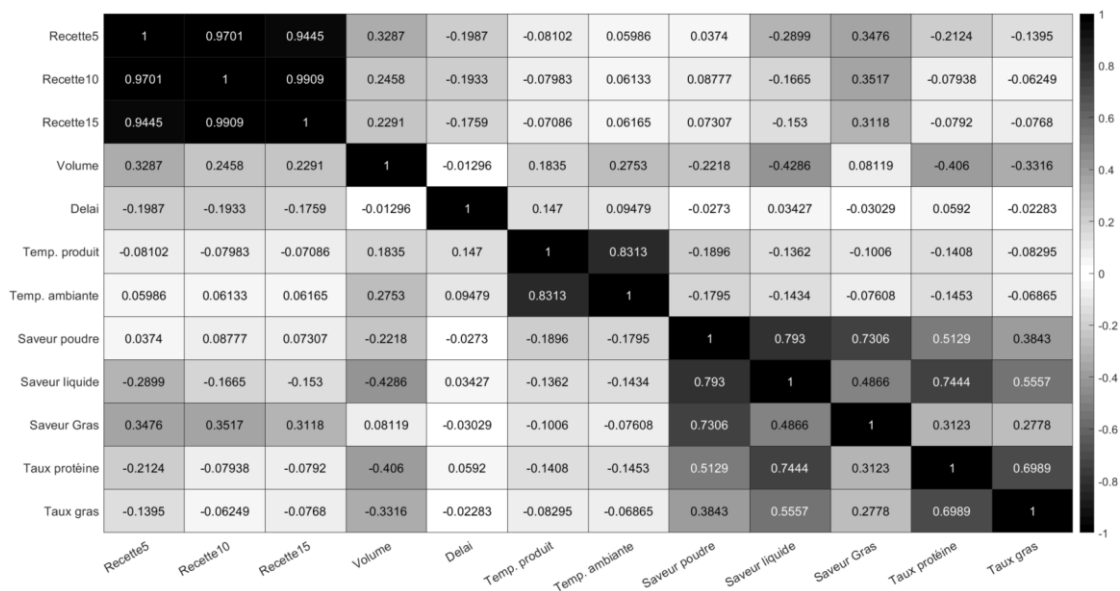 Recette5 1 0.9701 0.9445 0.3287 -0.1987 -0.08102 0.05986 0.0374 -0.2899 0.3476 -0.2124 -0.1395
Recette10 0.9701 1 0.9909 0.2458 -0.1933 -0.07983 0.06133 0.08777 -0.1665 0.3517 -0.07938 -0.06249
Recette15 0.9445 0.9909 1 0.2291 -0.1759 -0.07086 0.06165 0.07307 -0.153 0.3118 -0.0792 -0.0768
Volume 0.3287 0.2458 0.2291 1 -0.01296 0.1835 0.2753 -0.2218 -0.4286 0.08119 -0.406 -0.3316
Delai -0.1987 -0.1933 -0.1759 -0.01296 1 0.147 0.09479 -0.0273 0.03427 -0.03029 0.0592 -0.02283
Temp. produit -0.08102 -0.07983 -0.07086 0.1835 0.147 1 0.8313 -0.1896 -0.1362 -0.1006 -0.1408 -0.08295
Temp. ambiante 0.05986 0.06133 0.06165 0.2753 0.09479 0.8313 1 -0.1795 -0.1434 -0.07608 -0.1453 -0.06865
Saveur poudre 0.0374 0.08777 0.07307 -0.2218 -0.0273 -0.1896 -0.1795 1 0.793 0.7306 0.5129 0.3843
Saveur liquide -0.2899 -0.1665 -0.153 -0.4286 0.03427 -0.1362 -0.1434 0.793 1 0.4866 0.7444 0.5557
Saveur Gras 0.3476 0.3517 0.3118 0.08119 -0.03029 -0.1006 -0.07608 0.7306 0.4866 1 0.3123 0.2778
Taux protèine -0.2124 -0.07938 -0.0792 -0.406 0.0592 -0.1408 -0.1453 0.5129 0.7444 0.3123 1 0.6989
Taux gras -0.1395 -0.06249 -0.0768 -0.3316 -0.02283 -0.08295 -0.06865 0.3843 0.5557 0.2778 0.6989 1
Recette5 Recette10 Recette15 Volume Delai Temp. produit Temp. ambiante Saveur poudre Saveur liquide Saveur Gras Taux protéine Taux gras
1
0.8
0.6
0.4
0.2
0
-0.2
-0.4
-0.6
-0.8
-1